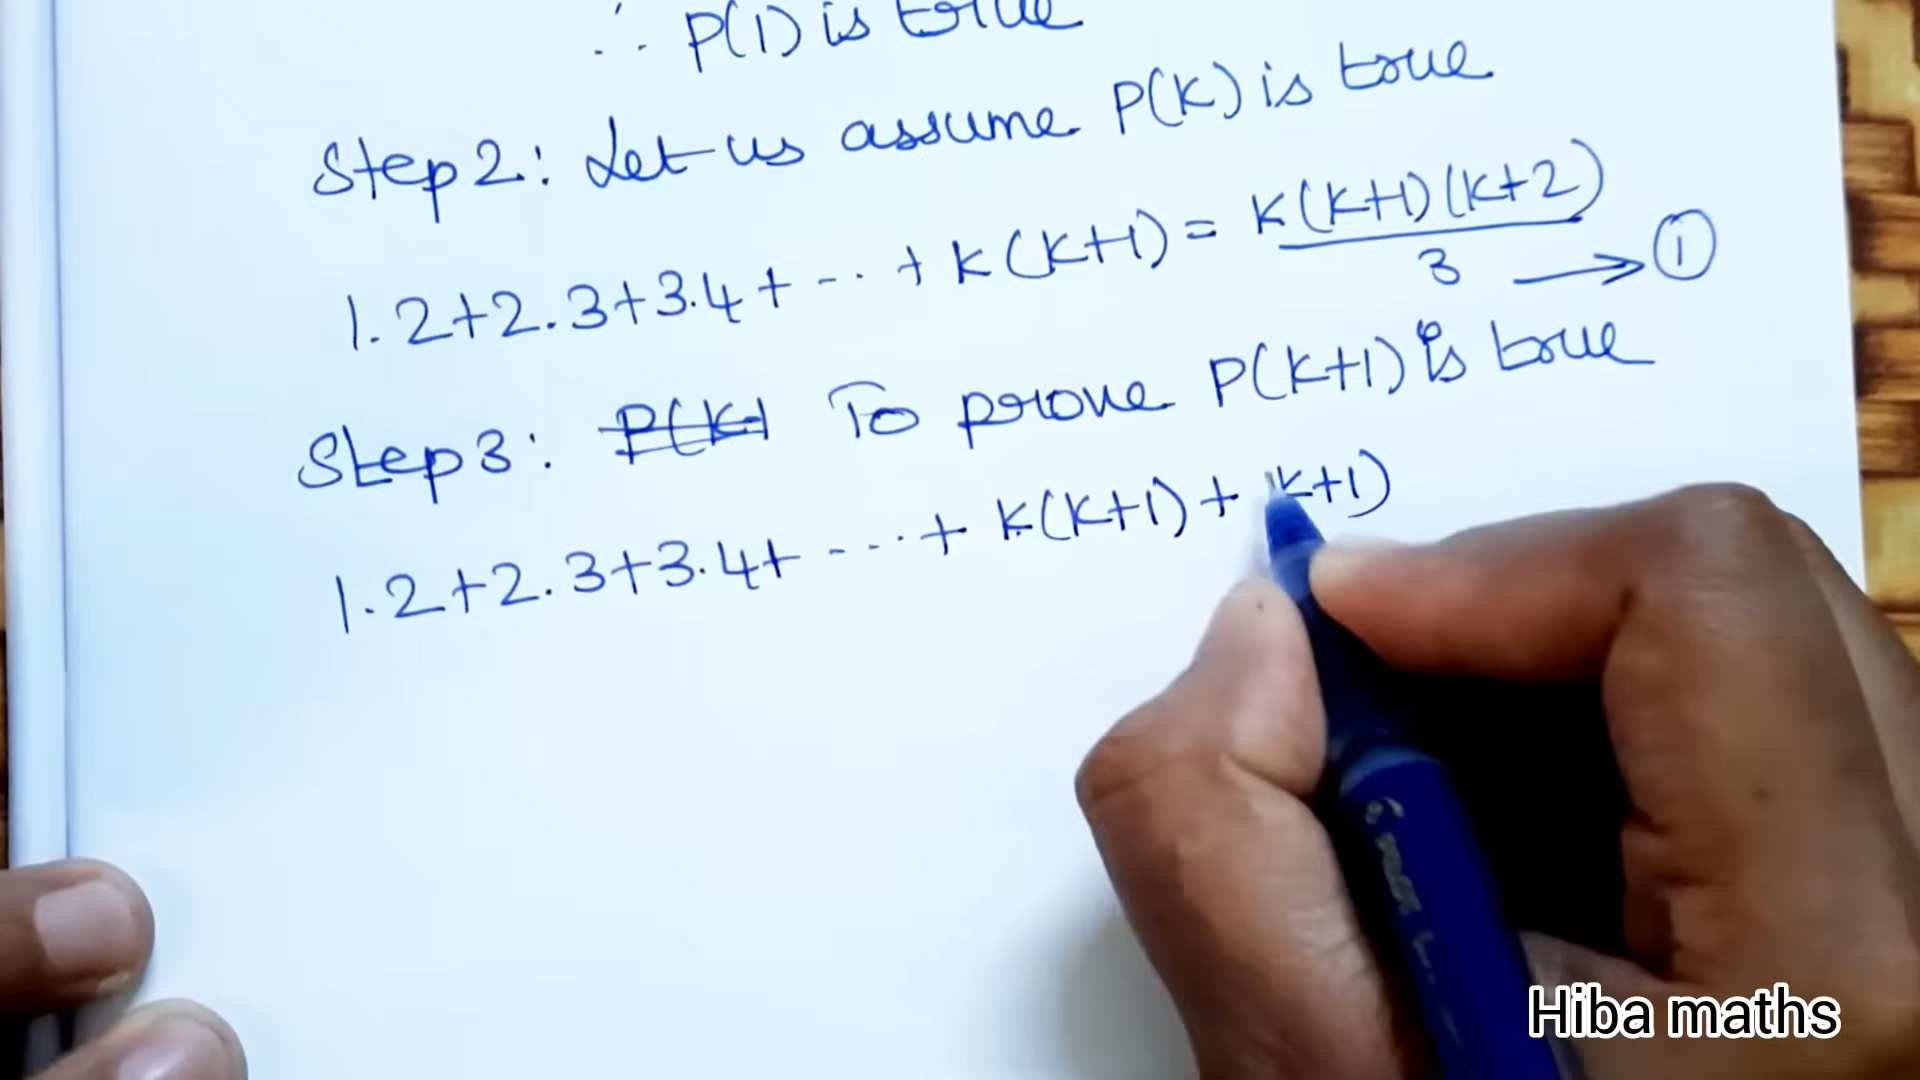 ∴ P(1) is true
Step 2: Let us assume P(K) is true
1.2+2.3+3.4+ --.. + K(K+1) = K(K+1)(K+2)
3 → ①
Step 3: P(K) To prove P(K+1) is true
1.2+2.3+3.4+ ---.. + K(K+1) + (K+1)
Hiba maths